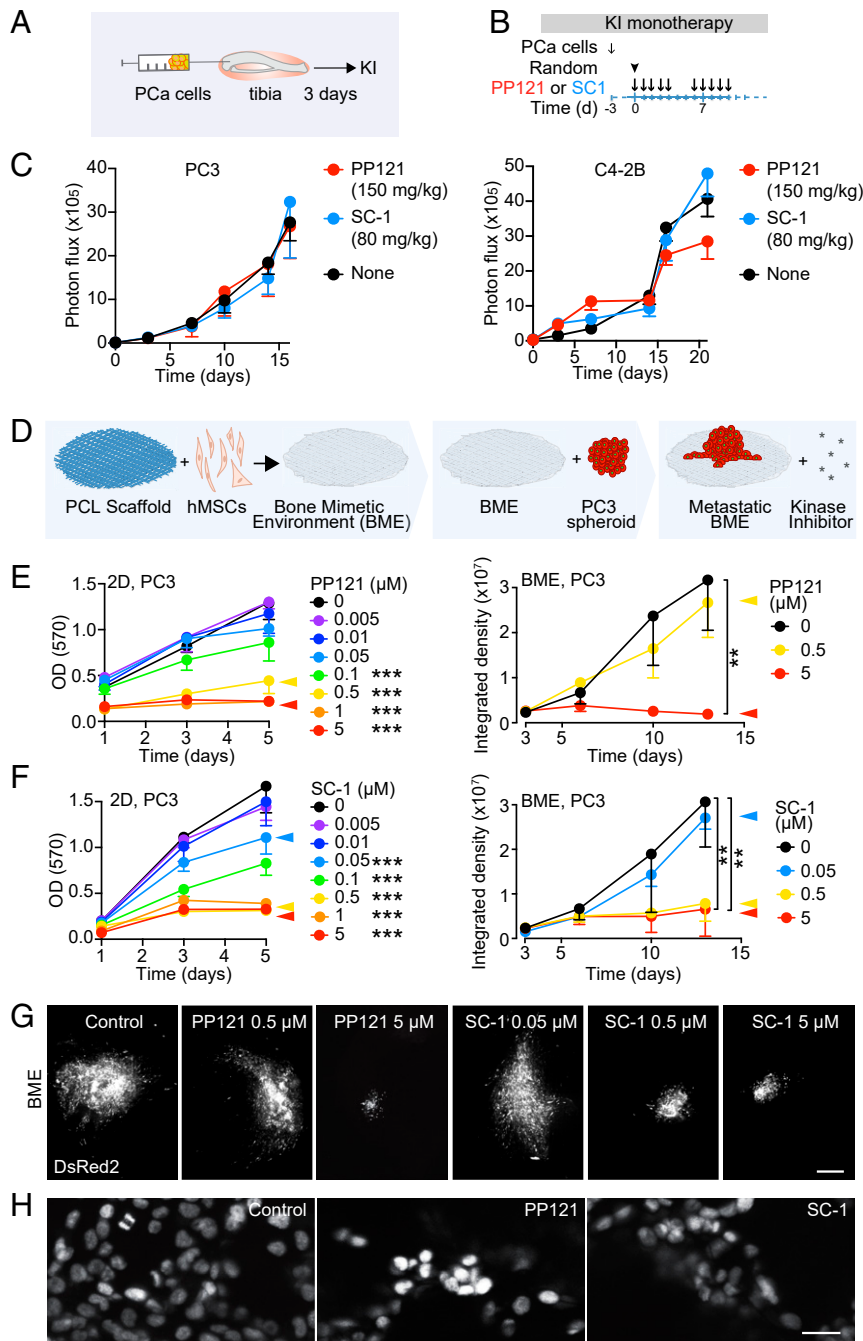 A
PCa cells
tibia
3 days
KI
B
KI monotherapy
PCa cells
Random
PP121 or SC1
Time (d)
-3
0
7
C
PC3
Photon flux (x10₅)
40
30
20
10
0
0
5
10
15
Time (days)
PP121
(150 mg/kg)
SC-1
(80 mg/kg)
None
C4-2B
Photon flux (x10₅)
50
40
30
20
10
0
0
5
10
15
20
Time (days)
PP121
(150 mg/kg)
SC-1
(80 mg/kg)
None
D
+
PCL Scaffold
hMSCs
Bone Mimetic
Environment (BME)
+
BME
PC3
spheroid
+
Metastatic
BME
Kinase
Inhibitor
E
2D, PC3
OD (570)
1.5
1.0
0.5
0.0
1
2
3
4
5
Time (days)
PP121 (µM)
0
0.005
0.01
0.05
0.1 ***
0.5 ***
1 ***
5 ***
BME, PC3
Integrated density (x10⁷)
3
2
1
0
3
5
10
15
Time (days)
**
PP121
(µM)
0
0.5
5
F
2D, PC3
OD (570)
1.5
1.0
0.5
0.0
1
2
3
4
5
Time (days)
SC-1 (µM)
0
0.005
0.01
0.05 ***
0.1 ***
0.5 ***
1 ***
5 ***
BME, PC3
Integrated density (x10⁷)
3
2
1
0
3
5
10
15
Time (days)
**
**
SC-1
(µM)
0
0.05
0.5
5
G
BME
Control
PP121 0.5 µM
PP121 5 µM
SC-1 0.05 µM
SC-1 0.5 µM
SC-1 5 µM
DsRed2
H
Control
PP121
SC-1